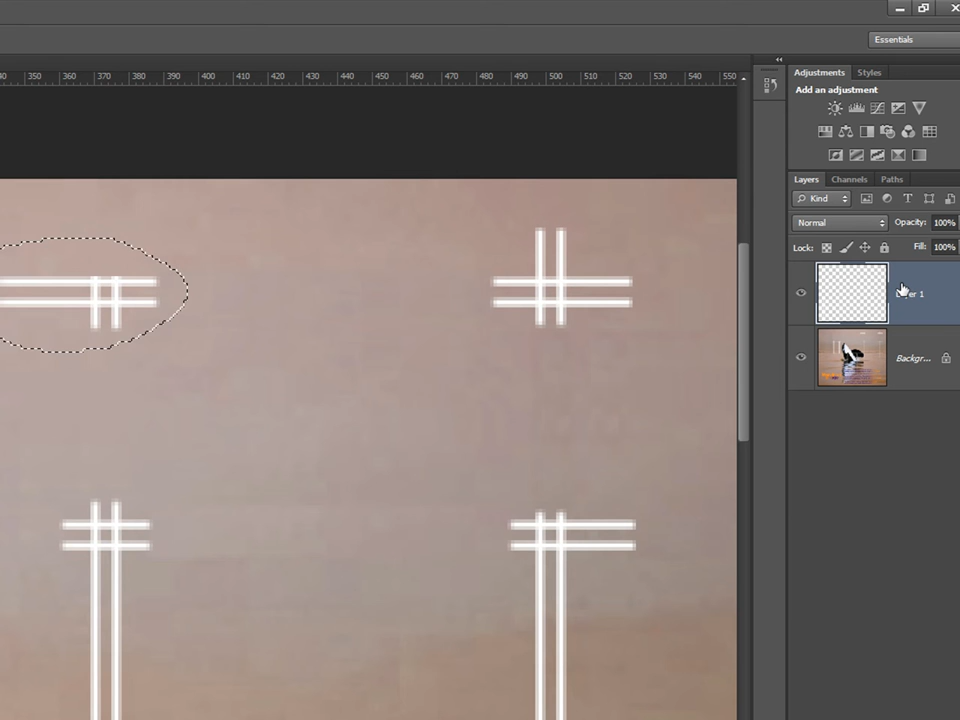 Essentials
350 360 370 380 390 400 410 420 430 440 450 460 470 480 490 500 510 520 530 540 550
Adjustments Styles
Add an adjustment
Layers Channels Paths
Kind
Normal Opacity: 100%
Lock: Fill: 100%
Backgr...